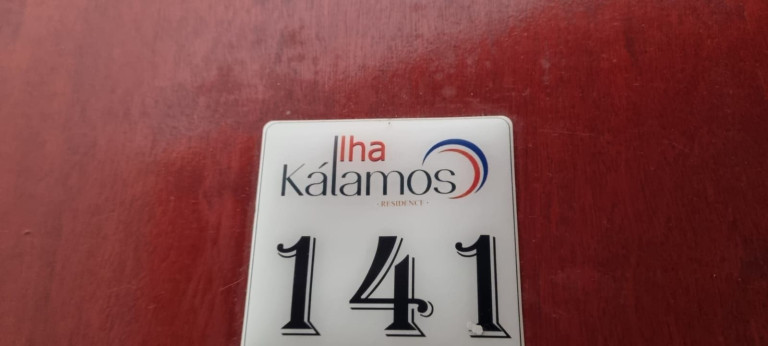 Ilha
Kálamos
- RESIDENCE -
141